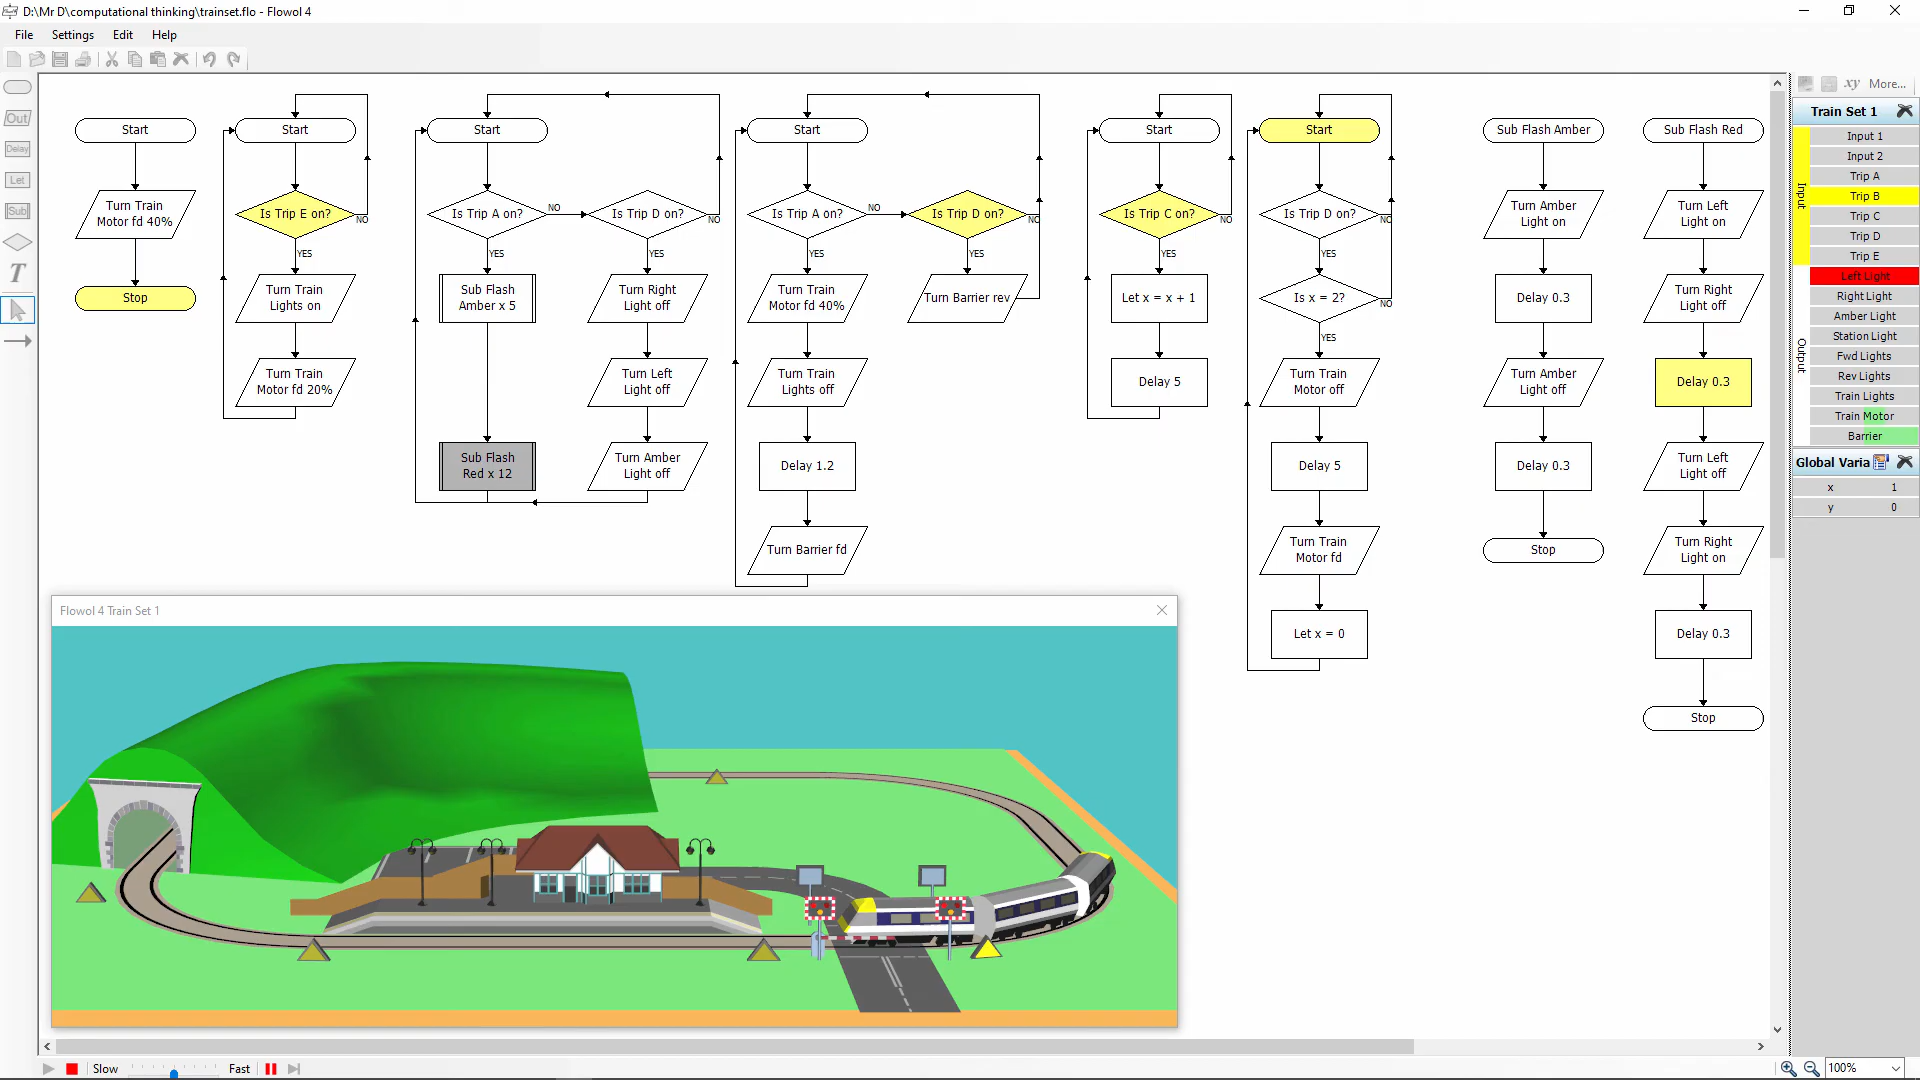 D:\Mr D\computational thinking\trainset.flo - Flowol 4
File Settings Edit Help
Out
Delay
Let
Sub
T
Start
Turn Train
Motor fd 40%
Stop
Start
Is Trip E on?
NO
YES
Turn Train
Lights on
Turn Train
Motor fd 20%
Start
Is Trip A on?
NO
YES
Sub Flash
Amber x 5
Sub Flash
Red x 12
Is Trip D on?
NO
YES
Turn Right
Light off
Turn Left
Light off
Turn Amber
Light off
Start
Is Trip A on?
NO
YES
Turn Train
Motor fd 40%
Turn Train
Lights off
Delay 1.2
Turn Barrier fd
Is Trip D on?
NO
YES
Turn Barrier rev
Start
Is Trip C on?
NO
YES
Let x = x + 1
Delay 5
Start
Is Trip D on?
NO
YES
Is x = 2?
NO
YES
Turn Train
Motor off
Delay 5
Turn Train
Motor fd
Let x = 0
Sub Flash Amber
Turn Amber
Light on
Delay 0.3
Turn Amber
Light off
Delay 0.3
Stop
Sub Flash Red
Turn Left
Light on
Turn Right
Light off
Delay 0.3
Turn Left
Light off
Turn Right
Light on
Delay 0.3
Stop
xy More...
Train Set 1
Input
Input 1
Input 2
Trip A
Trip B
Trip C
Trip D
Trip E
Output
Left Light
Right Light
Amber Light
Station Light
Fwd Lights
Rev Lights
Train Lights
Train Motor
Barrier
Global Varia
x 1
y 0
Flowol 4 Train Set 1
Slow Fast
100%